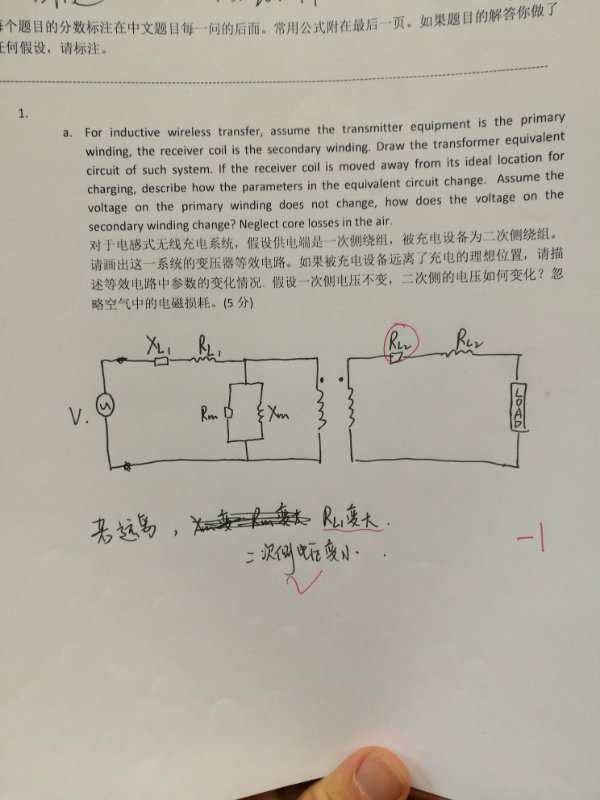 每个题目的分数标注在中文题目每一问的后面。常用公式附在最后一页。如果题目的解答你做了
任何假设，请标注。
1.
a. For inductive wireless transfer, assume the transmitter equipment is the primary
winding, the receiver coil is the secondary winding. Draw the transformer equivalent
circuit of such system. If the receiver coil is moved away from its ideal location for
charging, describe how the parameters in the equivalent circuit change. Assume the
voltage on the primary winding does not change, how does the voltage on the
secondary winding change? Neglect core losses in the air.
对于电感式无线充电系统，假设供电端是一次侧绕组，被充电设备为二次侧绕组。
请画出这一系统的变压器等效电路。如果被充电设备远离了充电的理想位置，请描
述等效电路中参数的变化情况. 假设一次侧电压不变，二次侧的电压如何变化？忽
略空气中的电磁损耗。(5 分)
XL1 RL1 RL2 RL2
V. Rm Xm LOAD
若远离， RL1变大.
二次侧电压变小.
-1